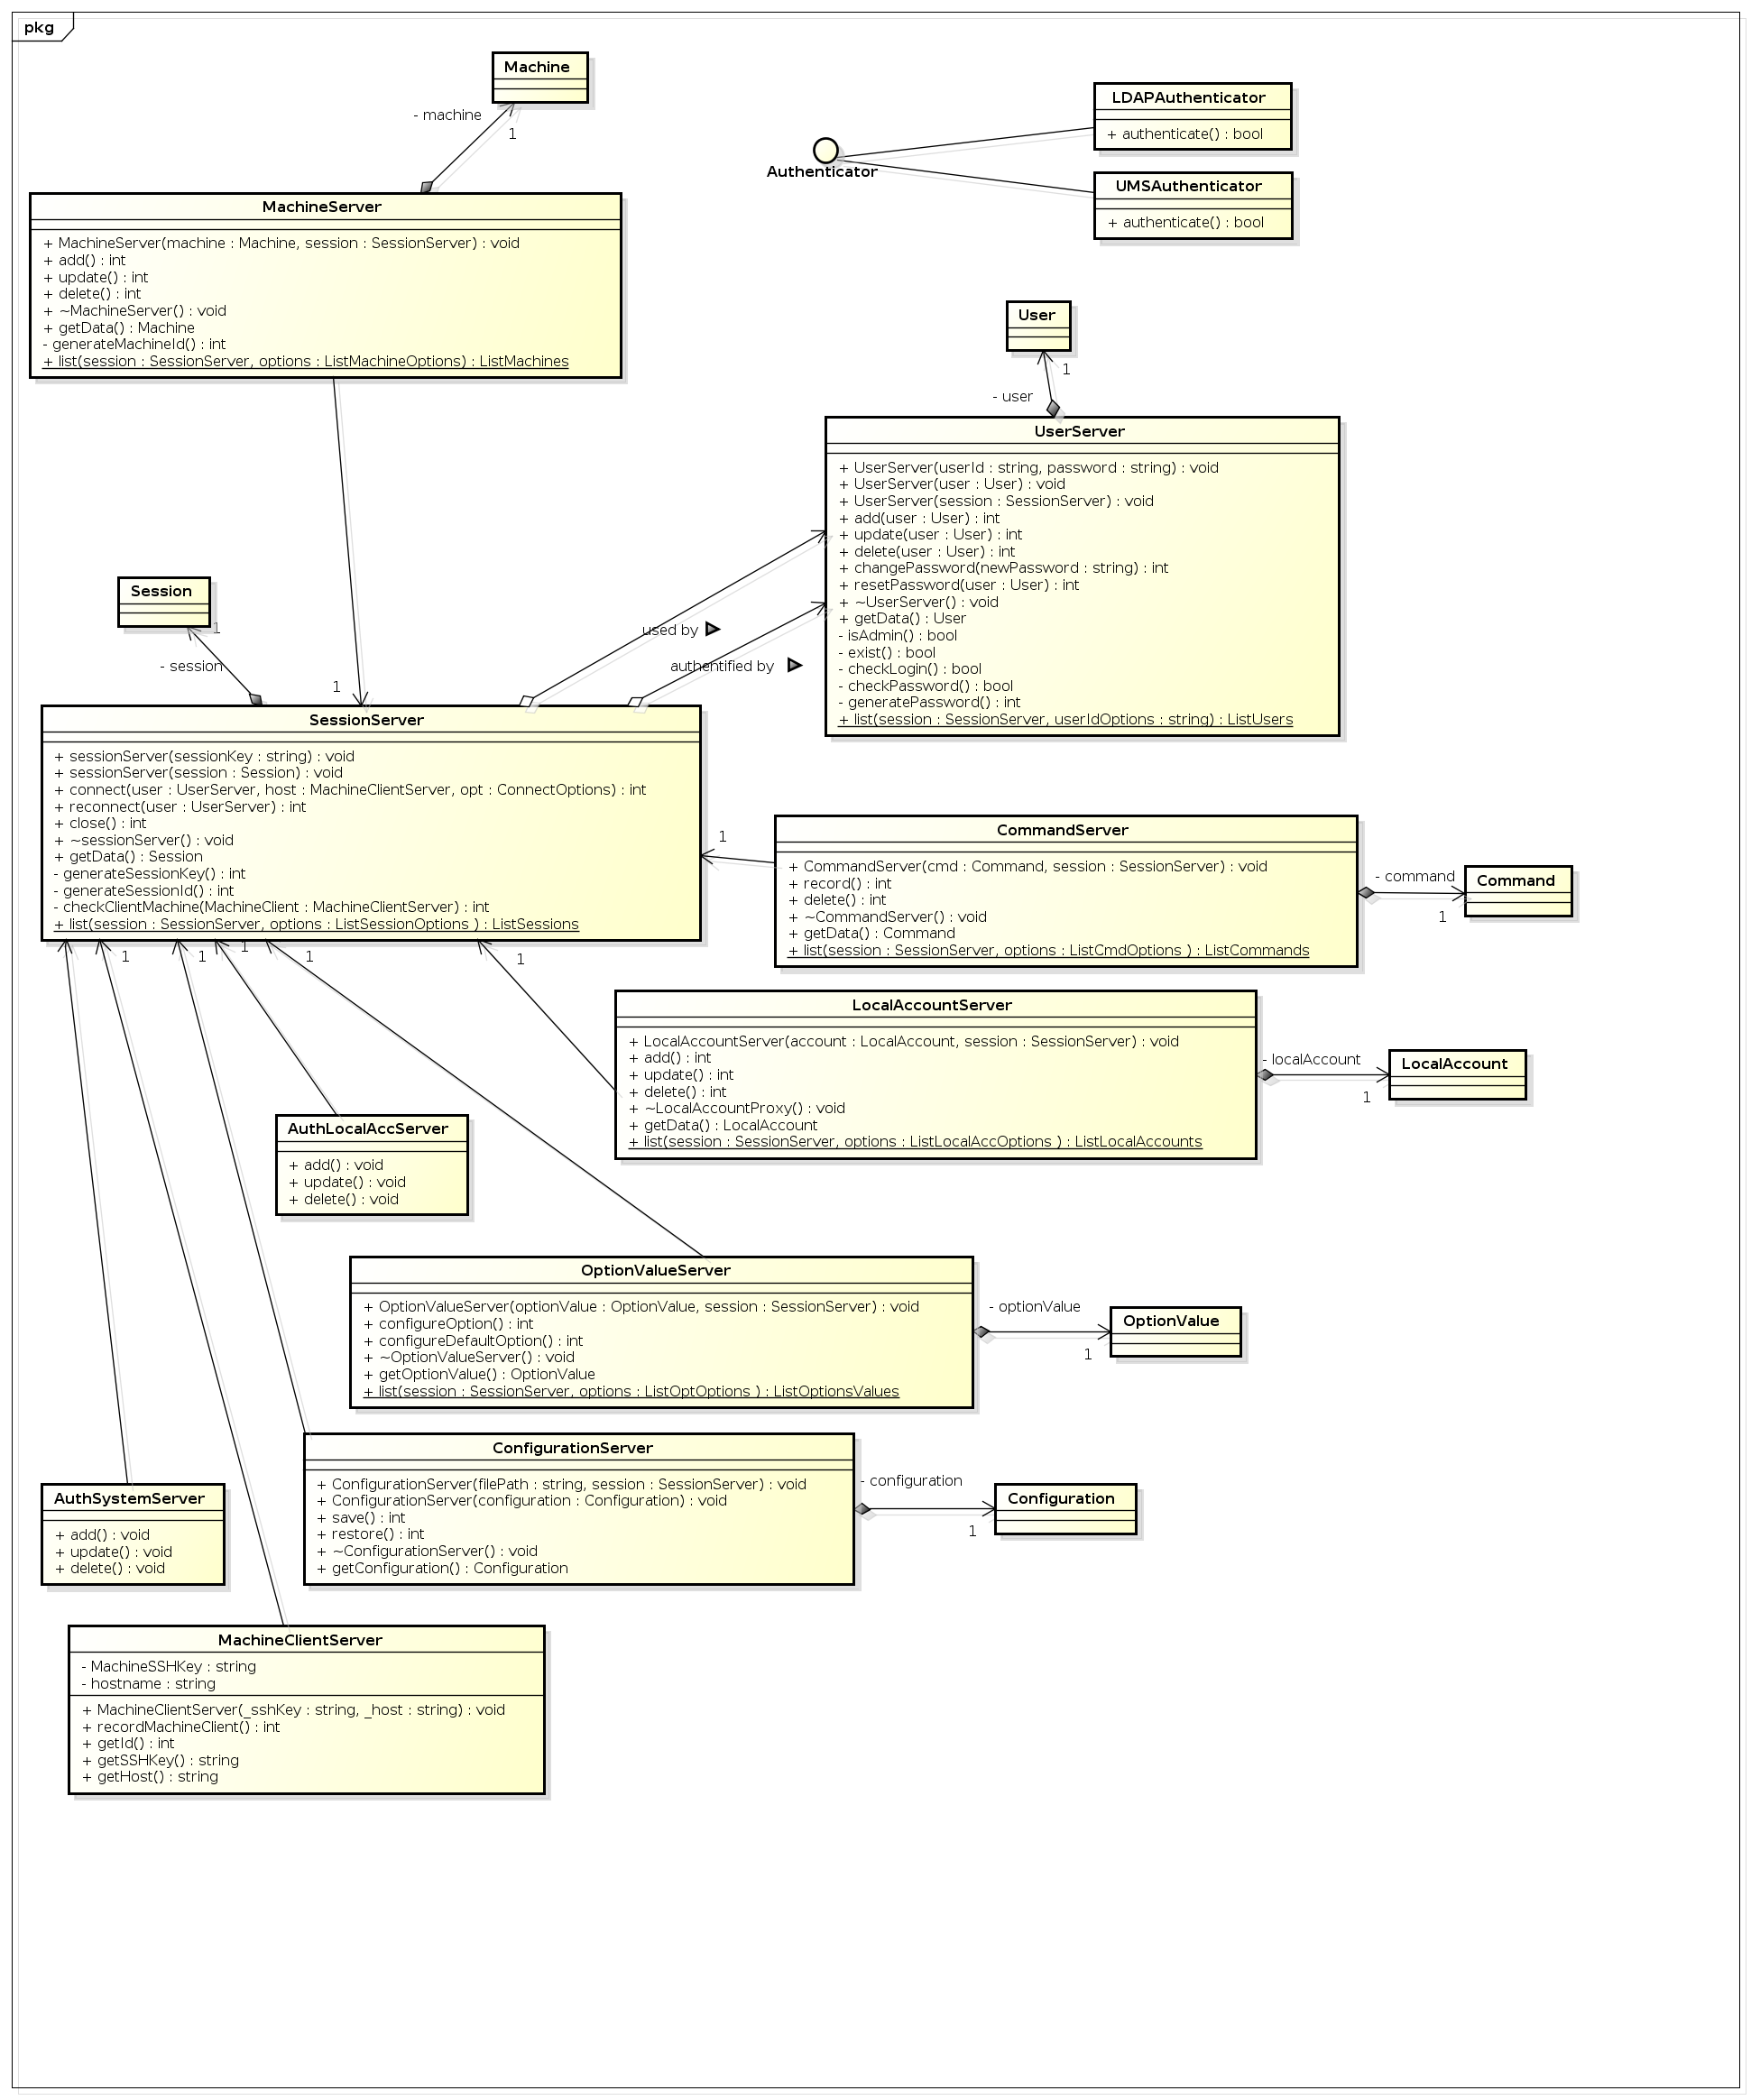 pkg
Machine
- machine
1
LDAPAuthenticator
+ authenticate() : bool
Authenticator
UMSAuthenticator
+ authenticate() : bool
MachineServer
+ MachineServer(machine : Machine, session : SessionServer) : void
+ add() : int
+ update() : int
+ delete() : int
+ ~MachineServer() : void
+ getData() : Machine
- generateMachineId() : int
+ list(session : SessionServer, options : ListMachineOptions) : ListMachines
User
1
- user
UserServer
+ UserServer(userId : string, password : string) : void
+ UserServer(user : User) : void
+ UserServer(session : SessionServer) : void
+ add(user : User) : int
+ update(user : User) : int
+ delete(user : User) : int
+ changePassword(newPassword : string) : int
+ resetPassword(user : User) : int
+ ~UserServer() : void
+ getData() : User
- isAdmin() : bool
- exist() : bool
- checkLogin() : bool
- checkPassword() : bool
- generatePassword() : int
+ list(session : SessionServer, userIdOptions : string) : ListUsers
Session
1
- session
used by
authentified by
1
SessionServer
+ sessionServer(sessionKey : string) : void
+ sessionServer(session : Session) : void
+ connect(user : UserServer, host : MachineClientServer, opt : ConnectOptions) : int
+ reconnect(user : UserServer) : int
+ close() : int
+ ~sessionServer() : void
+ getData() : Session
- generateSessionKey() : int
- generateSessionId() : int
- checkClientMachine(MachineClient : MachineClientServer) : int
+ list(session : SessionServer, options : ListSessionOptions ) : ListSessions
1
CommandServer
+ CommandServer(cmd : Command, session : SessionServer) : void
+ record() : int
+ delete() : int
+ ~CommandServer() : void
+ getData() : Command
+ list(session : SessionServer, options : ListCmdOptions ) : ListCommands
- command
1
Command
1
1
1
1
1
LocalAccountServer
+ LocalAccountServer(account : LocalAccount, session : SessionServer) : void
+ add() : int
+ update() : int
+ delete() : int
+ ~LocalAccountProxy() : void
+ getData() : LocalAccount
+ list(session : SessionServer, options : ListLocalAccOptions ) : ListLocalAccounts
- localAccount
1
LocalAccount
AuthLocalAccServer
+ add() : void
+ update() : void
+ delete() : void
OptionValueServer
+ OptionValueServer(optionValue : OptionValue, session : SessionServer) : void
+ configureOption() : int
+ configureDefaultOption() : int
+ ~OptionValueServer() : void
+ getOptionValue() : OptionValue
+ list(session : SessionServer, options : ListOptOptions ) : ListOptionsValues
- optionValue
1
OptionValue
ConfigurationServer
+ ConfigurationServer(filePath : string, session : SessionServer) : void
+ ConfigurationServer(configuration : Configuration) : void
+ save() : int
+ restore() : int
+ ~ConfigurationServer() : void
+ getConfiguration() : Configuration
- configuration
1
Configuration
AuthSystemServer
+ add() : void
+ update() : void
+ delete() : void
MachineClientServer
- MachineSSHKey : string
- hostname : string
+ MachineClientServer(_sshKey : string, _host : string) : void
+ recordMachineClient() : int
+ getId() : int
+ getSSHKey() : string
+ getHost() : string